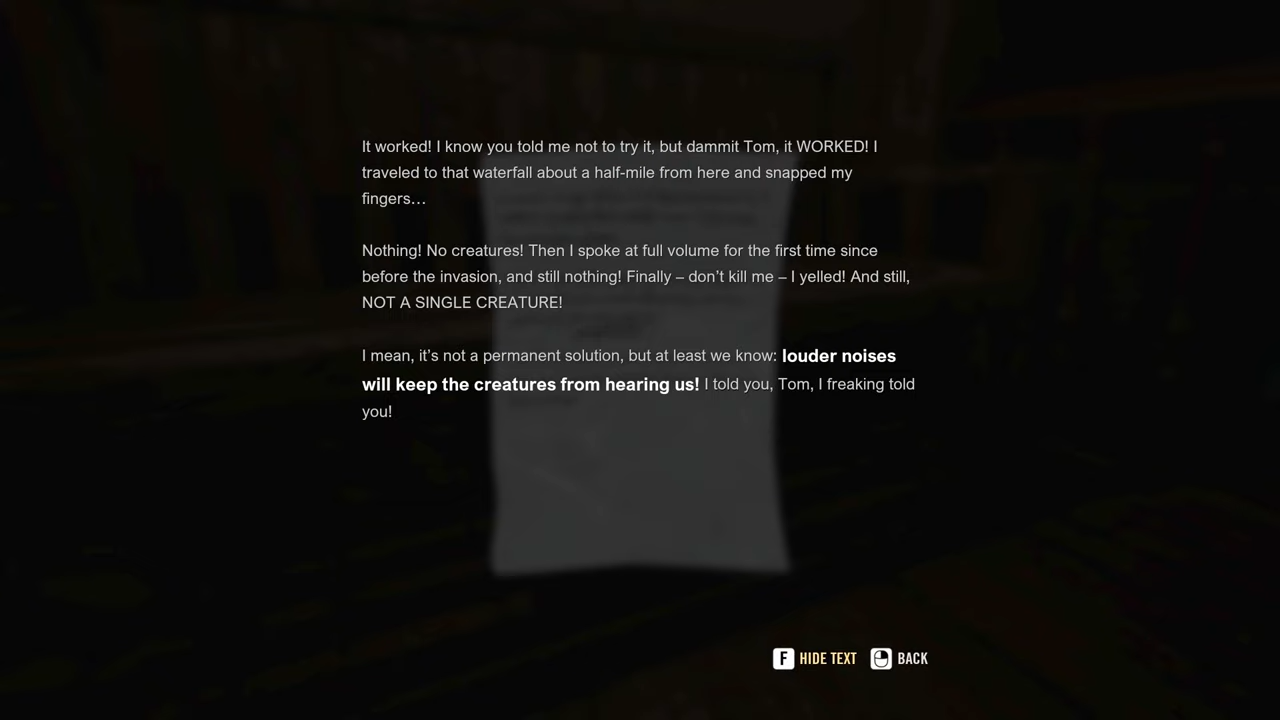 It worked! I know you told me not to try it, but dammit Tom, it WORKED! I
traveled to that waterfall about a half-mile from here and snapped my
fingers…
Nothing! No creatures! Then I spoke at full volume for the first time since
before the invasion, and still nothing! Finally – don’t kill me – I yelled! And still,
NOT A SINGLE CREATURE!
I mean, it’s not a permanent solution, but at least we know: louder noises
will keep the creatures from hearing us! I told you, Tom, I freaking told
you!
F HIDE TEXT BACK